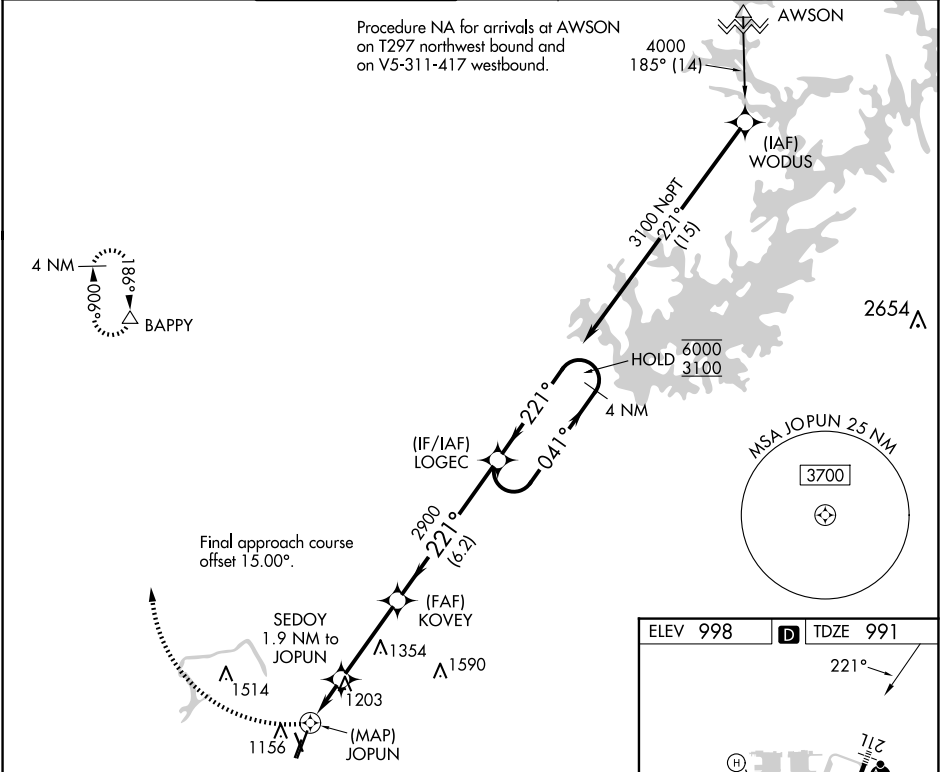 Procedure NA for arrivals at AWSON
on T297 northwest bound and
on V5-311-417 westbound.
AWSON
4000
185° (14)
(IAF)
WODUS
3100 NoPT
221°
(15)
4 NM
186°
006°
BAPPY
2654
HOLD 6000
3100
4 NM
221°
041°
(IF/IAF)
LOGEC
MSA JOPUN 25 NM
3700
2900
221°
(6.2)
Final approach course
offset 15.00°.
(FAF)
KOVEY
SEDOY
1.9 NM to
JOPUN
1354
1590
1514
1203
1156
(MAP)
JOPUN
ELEV 998 D TDZE 991
221°
21L
H